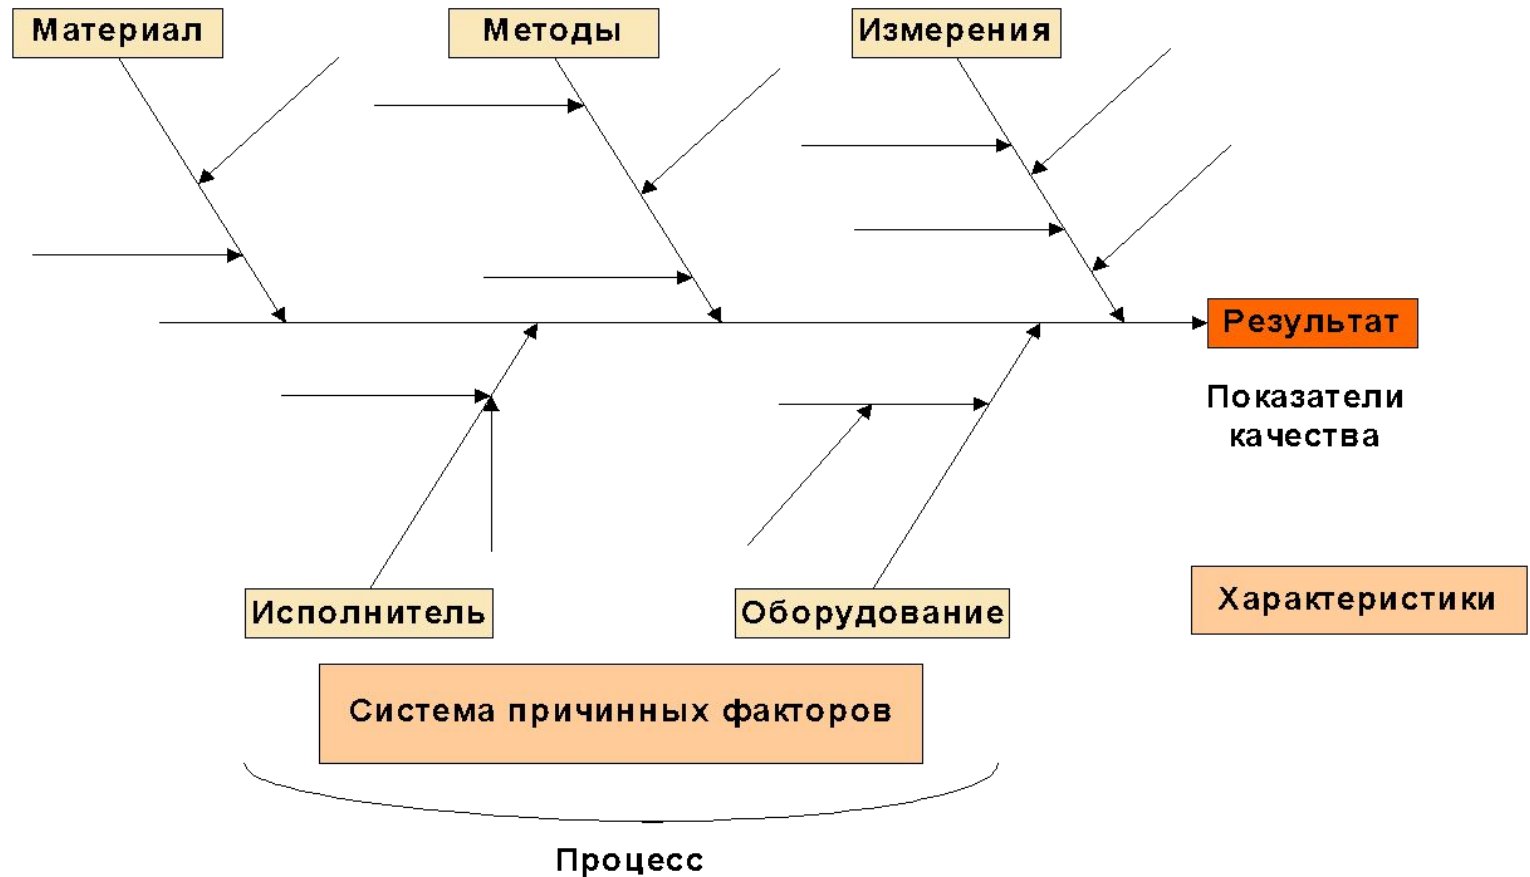 Материал
Методы
Измерения
Результат
Показатели
качества
Исполнитель
Оборудование
Характеристики
Система причинных факторов
Процесс